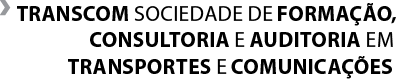 TRANSCOM SOCIEDADE DE FORMAÇÃO,
CONSULTORIA E AUDITORIA EM
TRANSPORTES E COMUNICAÇÕES